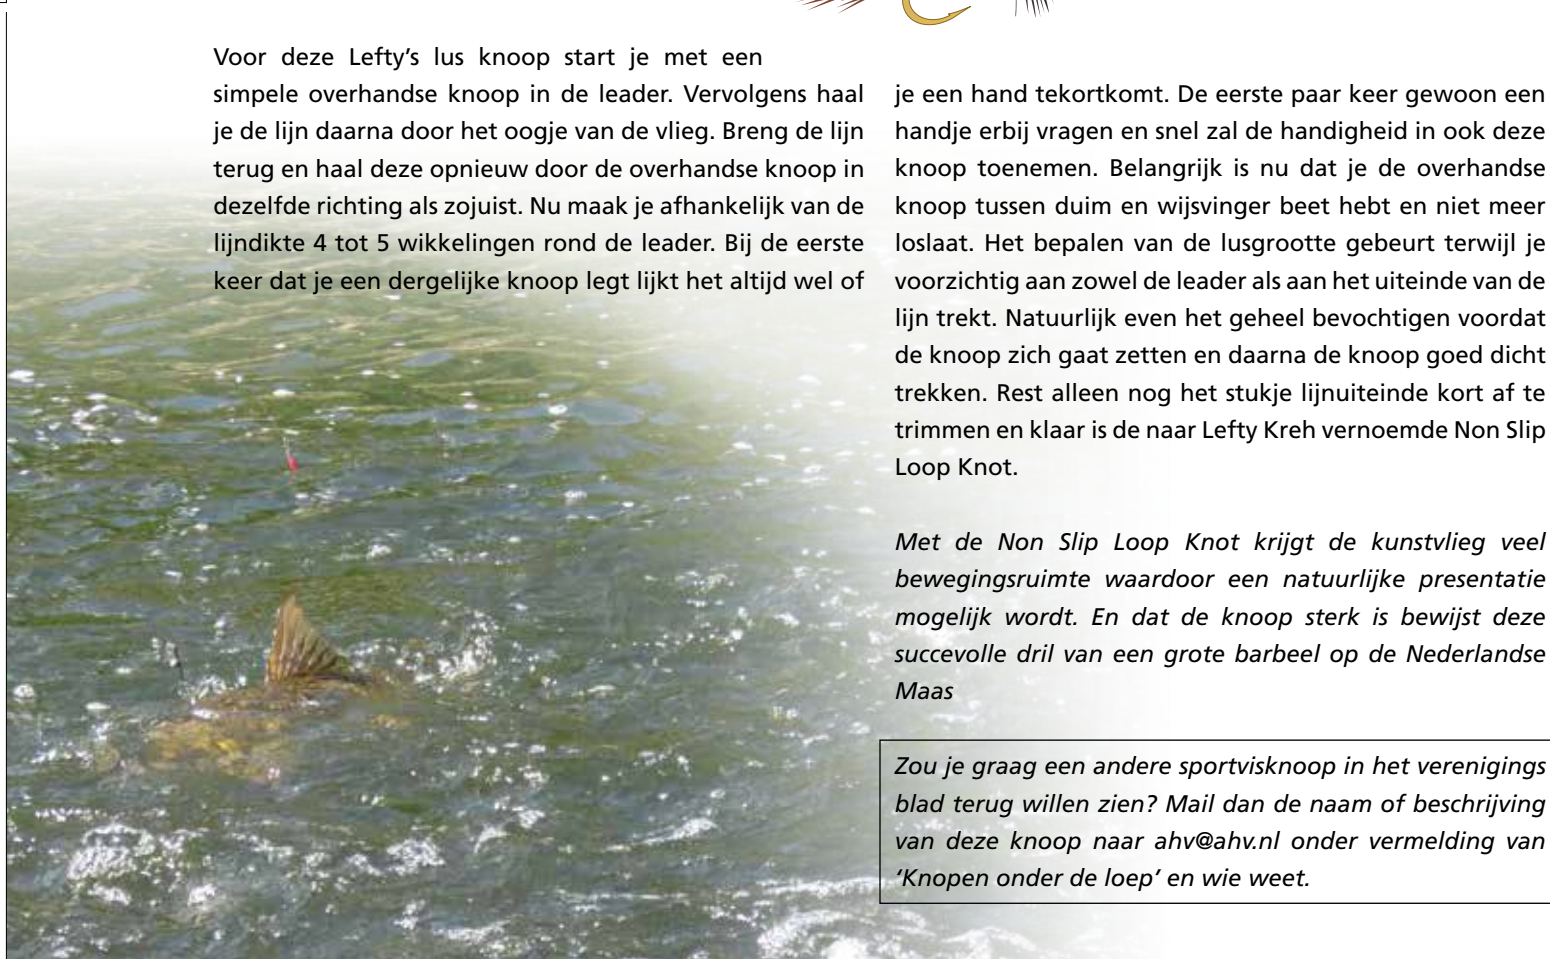 Voor deze Lefty’s lus knoop start je met een
simpele overhandse knoop in de leader. Vervolgens haal
je de lijn daarna door het oogje van de vlieg. Breng de lijn
terug en haal deze opnieuw door de overhandse knoop in
dezelfde richting als zojuist. Nu maak je afhankelijk van de
lijndikte 4 tot 5 wikkelingen rond de leader. Bij de eerste
keer dat je een dergelijke knoop legt lijkt het altijd wel of
je een hand tekortkomt. De eerste paar keer gewoon een
handje erbij vragen en snel zal de handigheid in ook deze
knoop toenemen. Belangrijk is nu dat je de overhandse
knoop tussen duim en wijsvinger beet hebt en niet meer
loslaat. Het bepalen van de lusgrootte gebeurt terwijl je
voorzichtig aan zowel de leader als aan het uiteinde van de
lijn trekt. Natuurlijk even het geheel bevochtigen voordat
de knoop zich gaat zetten en daarna de knoop goed dicht
trekken. Rest alleen nog het stukje lijnuiteinde kort af te
trimmen en klaar is de naar Lefty Kreh vernoemde Non Slip
Loop Knot.
Met de Non Slip Loop Knot krijgt de kunstvlieg veel
bewegingsruimte waardoor een natuurlijke presentatie
mogelijk wordt. En dat de knoop sterk is bewijst deze
succevolle dril van een grote barbeel op de Nederlandse
Maas
Zou je graag een andere sportvisknoop in het verenigings
blad terug willen zien? Mail dan de naam of beschrijving
van deze knoop naar ahv@ahv.nl onder vermelding van
‘Knopen onder de loep’ en wie weet.